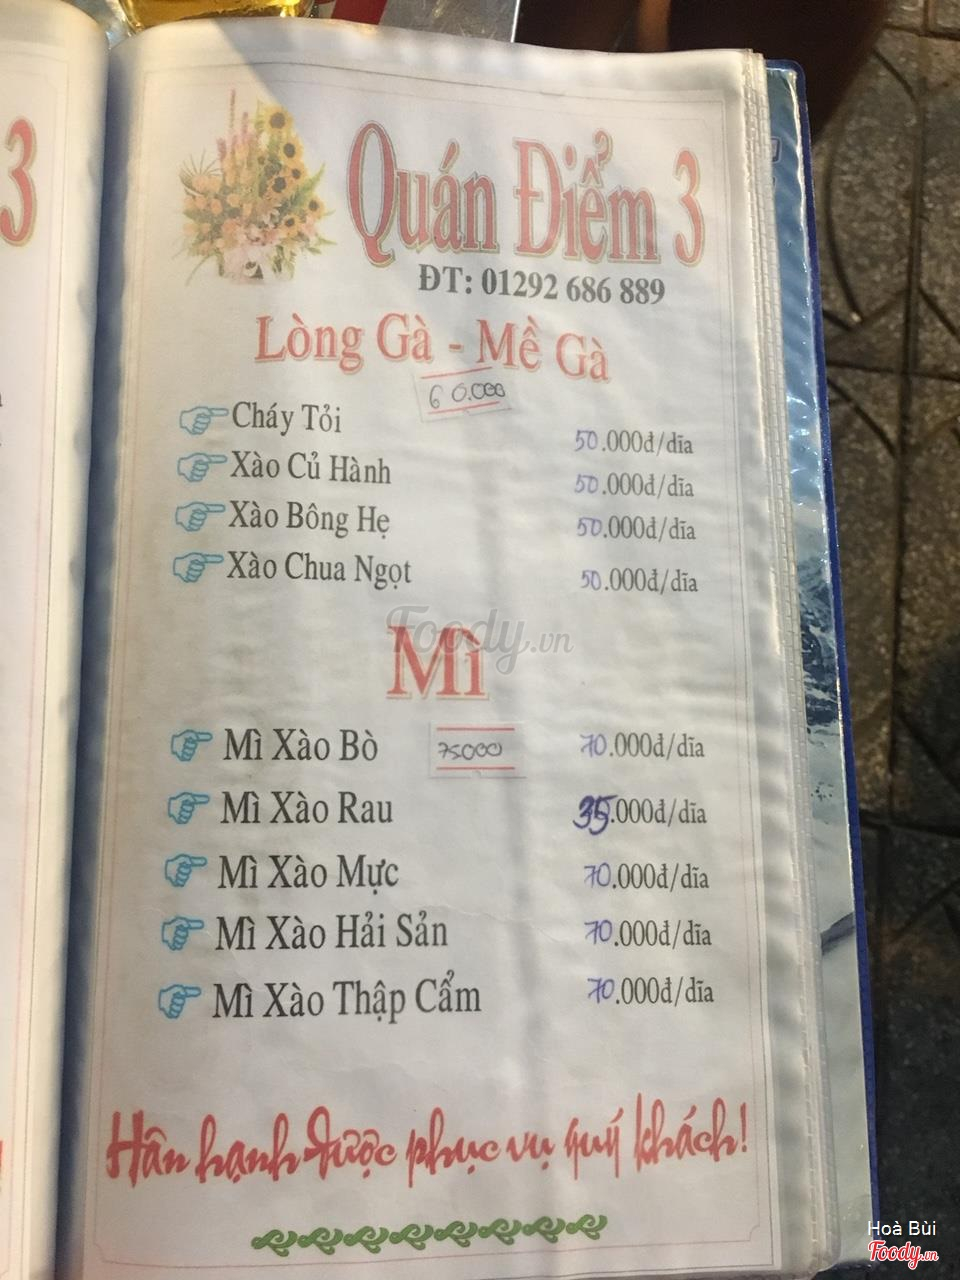 3
Quán Điểm 3
ĐT: 01292 686 889
Lòng Gà - Mề Gà
60.000
Cháy Tỏi 50.000đ/dĩa
Xào Củ Hành 50.000đ/dĩa
Xào Bông Hẹ 50.000đ/dĩa
Xào Chua Ngọt 50.000đ/dĩa
Foody.vn
Mì
Mì Xào Bò 75000 70.000đ/dĩa
Mì Xào Rau 35.000đ/dĩa
Mì Xào Mực 70.000đ/dĩa
Mì Xào Hải Sản 70.000đ/dĩa
Mì Xào Thập Cẩm 70.000đ/dĩa
Hân hạnh được phục vụ quý khách!
Hoà Bùi
Foody.vn